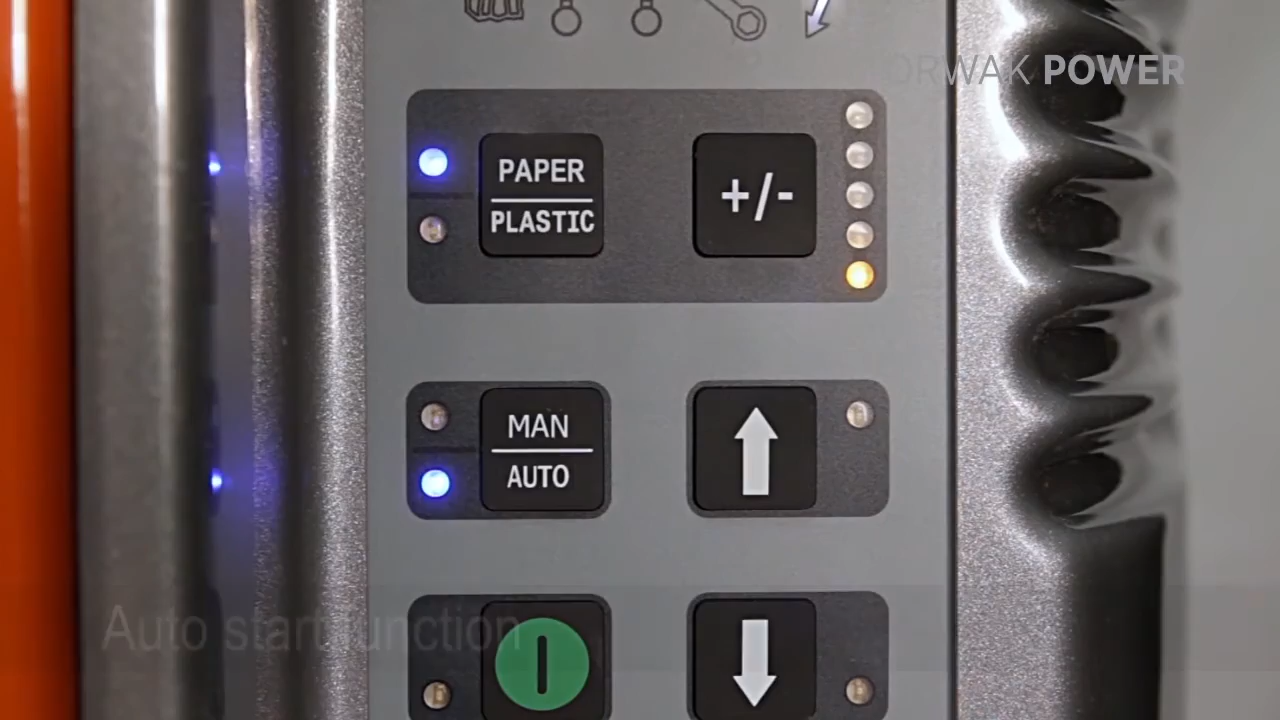 ORWAK POWER
PAPER
PLASTIC
+/-
MAN
AUTO
Auto start function